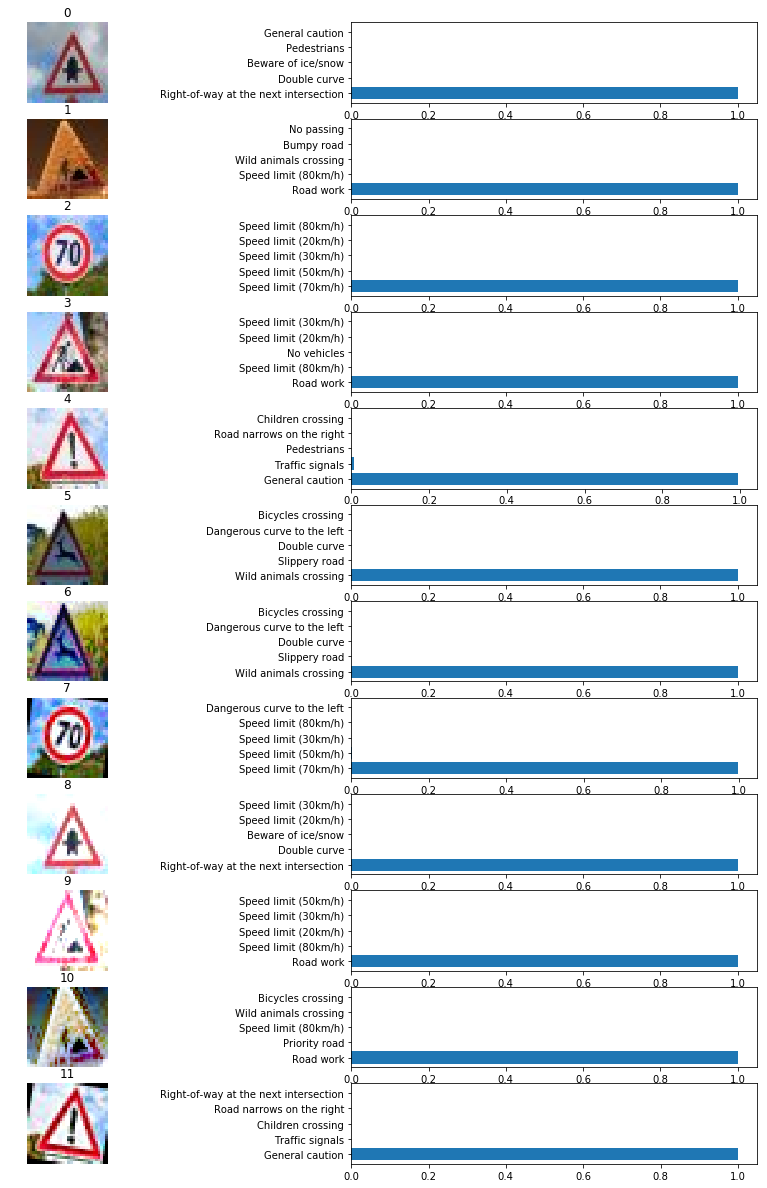 0
General caution
Pedestrians
Beware of ice/snow
Double curve
Right-of-way at the next intersection
0.0 0.2 0.4 0.6 0.8 1.0
1
No passing
Bumpy road
Wild animals crossing
Speed limit (80km/h)
Road work
0.0 0.2 0.4 0.6 0.8 1.0
2
Speed limit (80km/h)
Speed limit (20km/h)
70 Speed limit (30km/h)
Speed limit (50km/h)
Speed limit (70km/h)
0.0 0.2 0.4 0.6 0.8 1.0
3
Speed limit (30km/h)
Speed limit (20km/h)
No vehicles
Speed limit (80km/h)
Road work
0.0 0.2 0.4 0.6 0.8 1.0
4
Children crossing
Road narrows on the right
! Pedestrians
Traffic signals
General caution
0.0 0.2 0.4 0.6 0.8 1.0
5
Bicycles crossing
Dangerous curve to the left
Double curve
Slippery road
Wild animals crossing
0.0 0.2 0.4 0.6 0.8 1.0
6
Bicycles crossing
Dangerous curve to the left
Double curve
Slippery road
Wild animals crossing
0.0 0.2 0.4 0.6 0.8 1.0
7
Dangerous curve to the left
Speed limit (80km/h)
70 Speed limit (30km/h)
Speed limit (50km/h)
Speed limit (70km/h)
0.0 0.2 0.4 0.6 0.8 1.0
8
Speed limit (30km/h)
Speed limit (20km/h)
Beware of ice/snow
Double curve
Right-of-way at the next intersection
0.0 0.2 0.4 0.6 0.8 1.0
9
Speed limit (50km/h)
Speed limit (30km/h)
Speed limit (20km/h)
Speed limit (80km/h)
Road work
0.0 0.2 0.4 0.6 0.8 1.0
10
Bicycles crossing
Wild animals crossing
Speed limit (80km/h)
Priority road
Road work
0.0 0.2 0.4 0.6 0.8 1.0
11
Right-of-way at the next intersection
Road narrows on the right
! Children crossing
Traffic signals
General caution
0.0 0.2 0.4 0.6 0.8 1.0